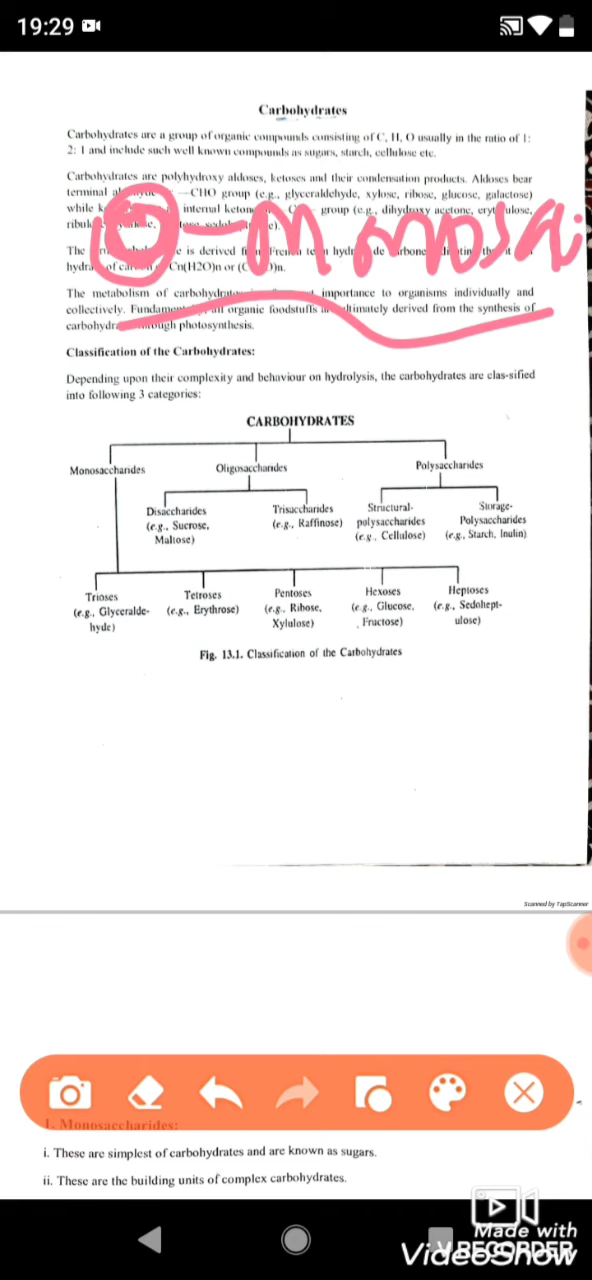 19:29
Carbohydrates
Carbohydrates are a group of organic compounds consisting of C, H, O usually in the ratio of 1:
2: 1 and include such well known compounds as sugars, starch, cellulose etc.
Carbohydrates are polyhydroxy aldoses, ketoses and their condensation products. Aldoses bear
terminal —CHO group (e.g., glyceraldehyde, xylose, ribose, glucose, galactose)
while internal group (e.g., dihydroxy acetone,
The is derived
of Cn(H2O)n or
The metabolism of importance to organisms individually and
collectively. organic foodstuffs ultimately derived from the synthesis of
through photosynthesis.
Classification of the Carbohydrates:
Depending upon their complexity and behaviour on hydrolysis, the carbohydrates are clas-sified
into following 3 categories:
CARBOHYDRATES
Monosaccharides Oligosaccharides Polysaccharides
Disaccharides Trisaccharides Structural- Storage-
(e.g., Sucrose, (e.g., Raffinose) polysaccharides Polysaccharides
Maltose) (e.g., Cellulose) (e.g., Starch, Inulin)
Trioses Tetroses Pentoses Hexoses Heptoses
(e.g., Glyceralde- (e.g., Erythrose) (e.g., Ribose, (e.g., Glucose, (e.g., Sedohept-
hyde) Xylulose) Fructose) ulose)
Fig. 13.1. Classification of the Carbohydrates
Scanned by TapScanner
1. Monosaccharides:
i. These are simplest of carbohydrates and are known as sugars.
ii. These are the building units of complex carbohydrates.
Made with
VideoShow